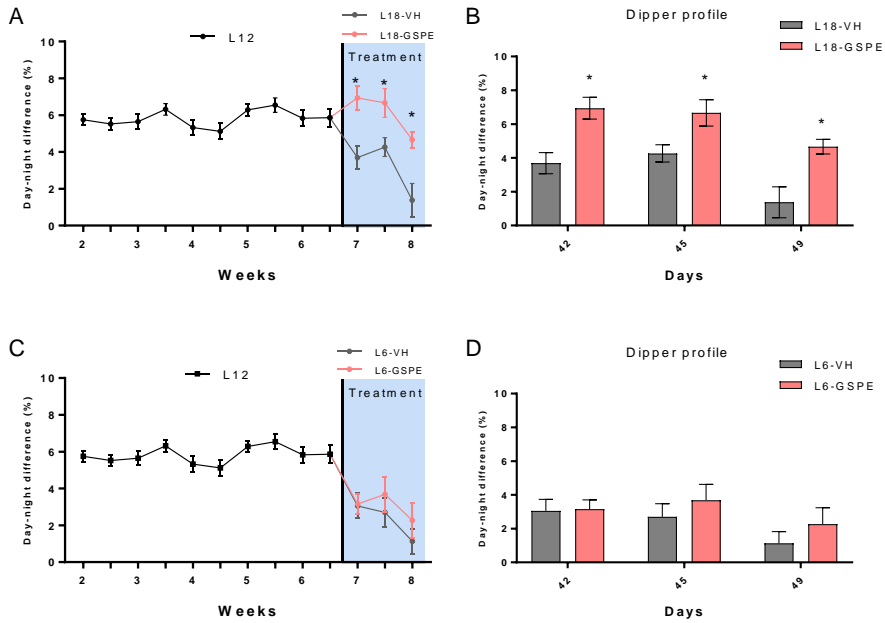 A
L12
L18-VH
L18-GSPE
Treatment
* * *
Day-night difference (%)
10
8
6
4
2
0
2 3 4 5 6 7 8
Weeks
B
Dipper profile
L18-VH
L18-GSPE
* * *
Day-night difference (%)
10
8
6
4
2
0
42 45 49
Days
C
L12
L6-VH
L6-GSPE
Treatment
Day-night difference (%)
10
8
6
4
2
0
2 3 4 5 6 7 8
Weeks
D
Dipper profile
L6-VH
L6-GSPE
Day-night difference (%)
10
8
6
4
2
0
42 45 49
Days